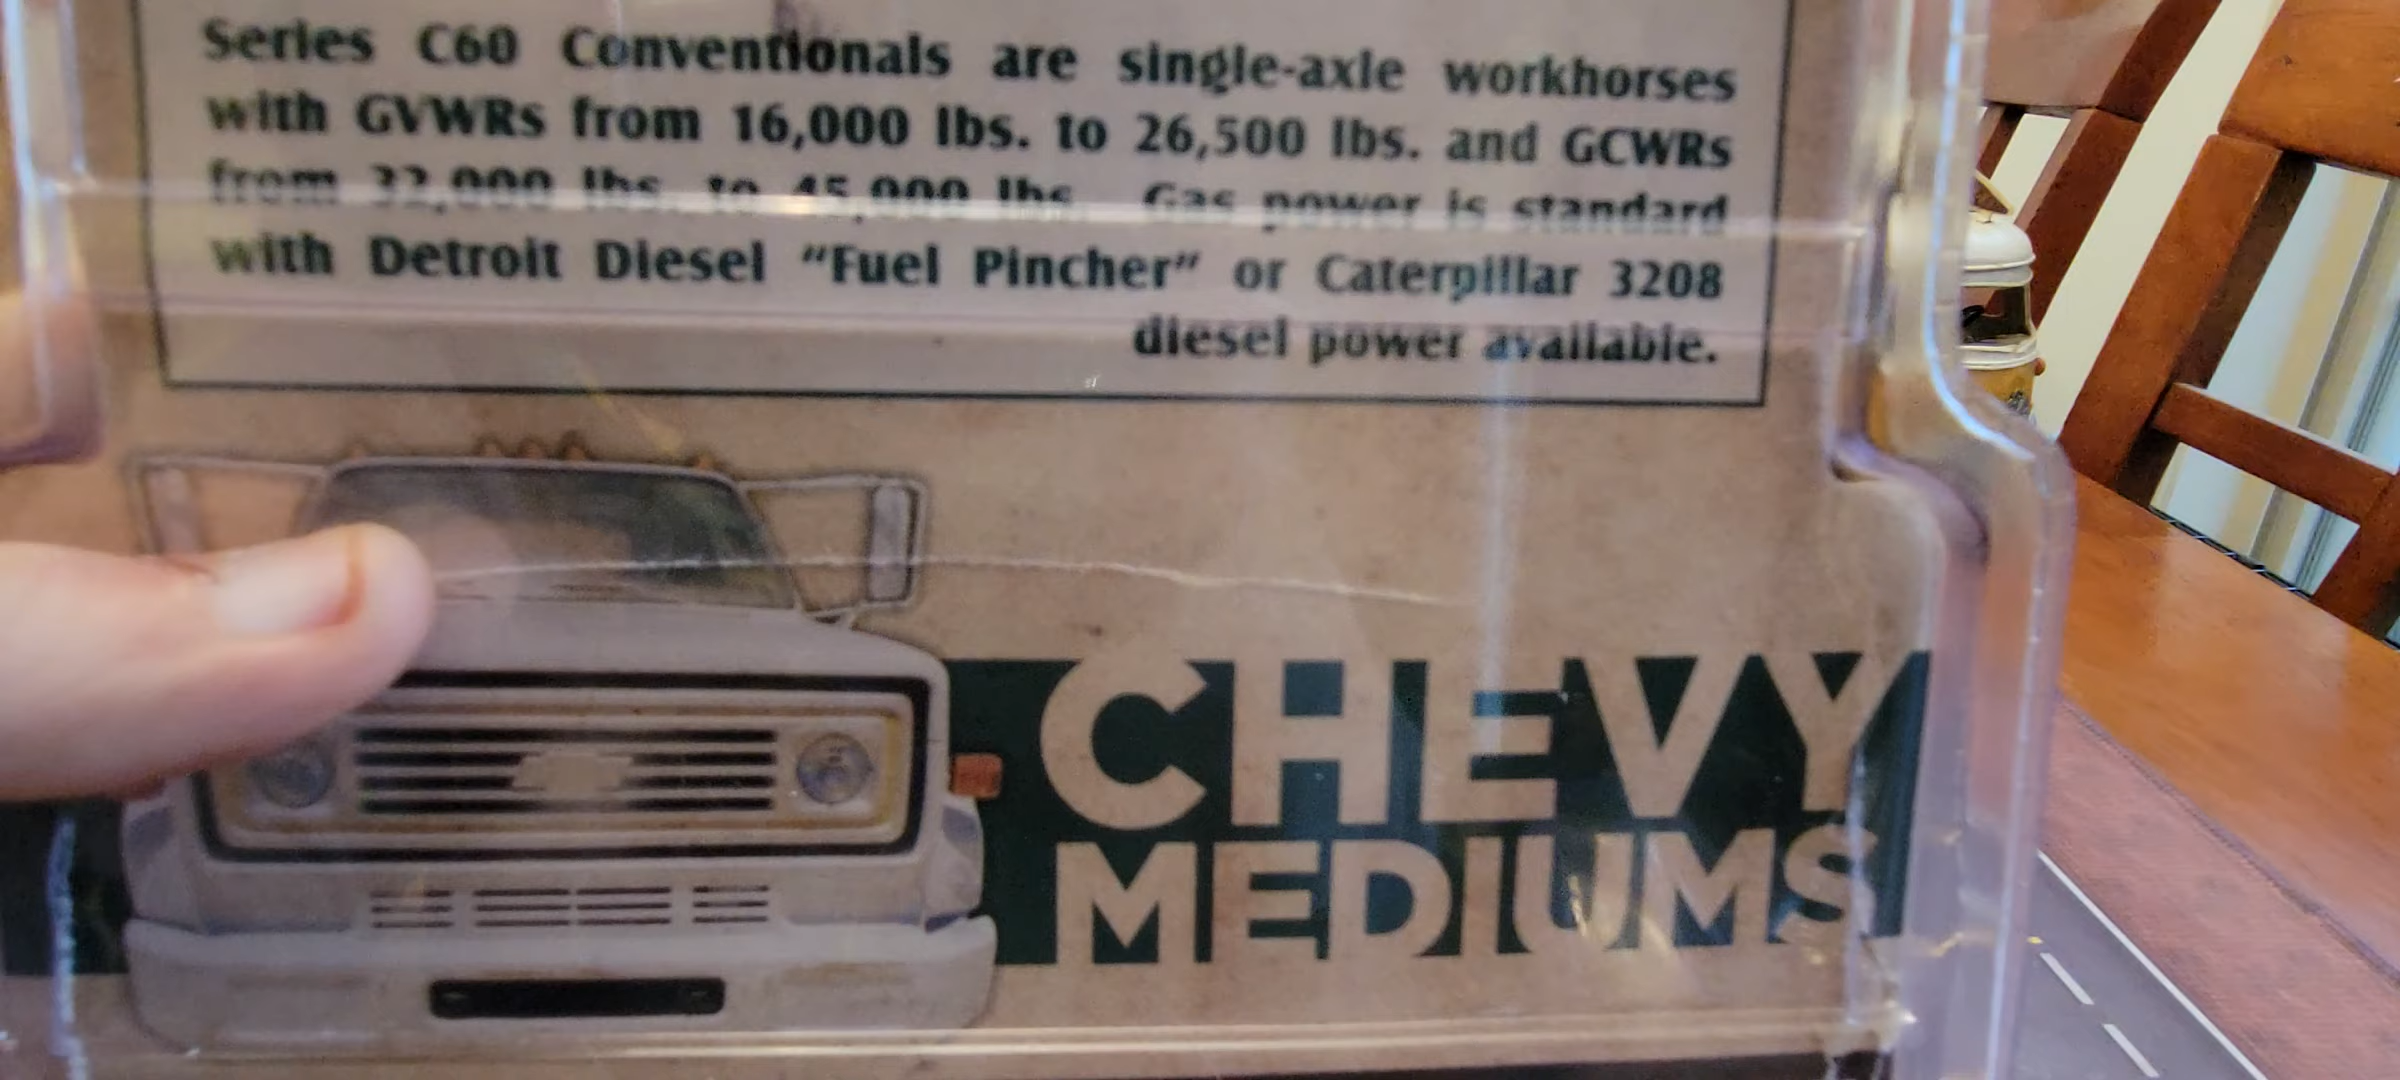 Series C60 Conventionals are single-axle workhorses
with GVWRs from 16,000 lbs. to 26,500 lbs. and GCWRs
from 32,000 lbs. to 45,000 lbs. Gas power is standard
with Detroit Diesel "Fuel Pincher" or Caterpillar 3208
diesel power available.
CHEVY
MEDIUMS